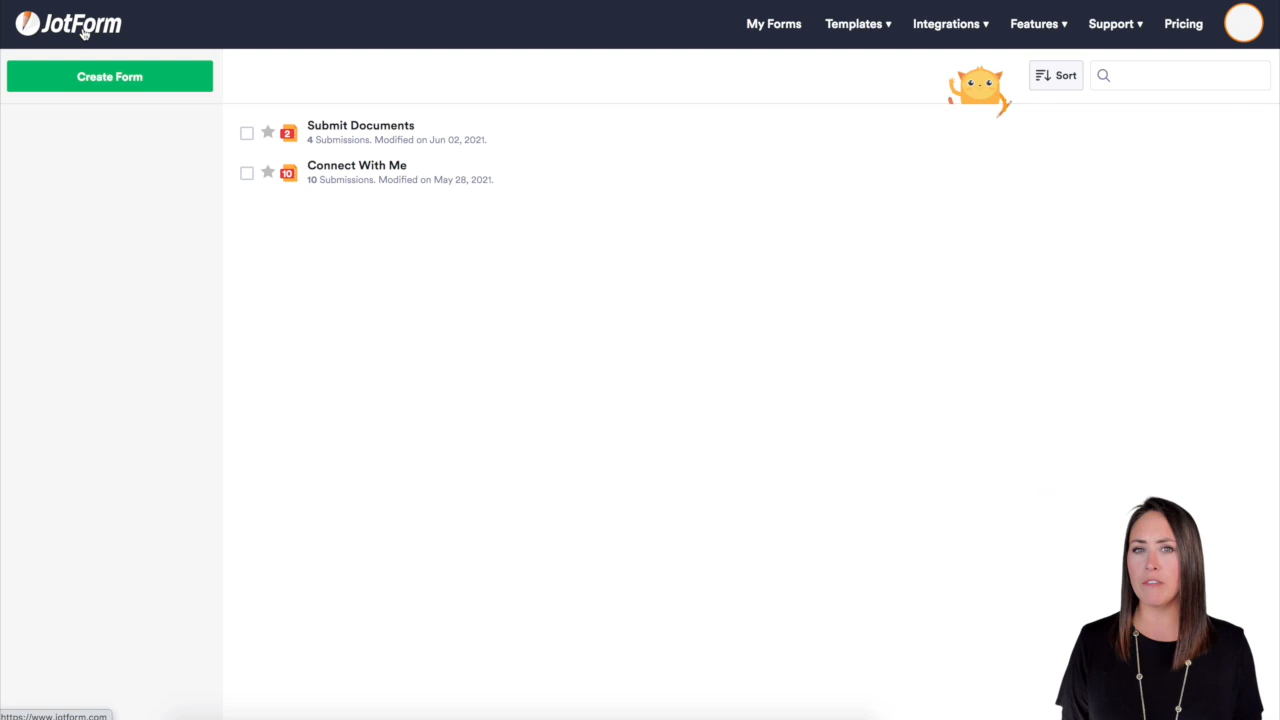 JotForm
My Forms Templates ▾ Integrations ▾ Features ▾ Support ▾ Pricing
Create Form
Sort
2
Submit Documents
4 Submissions. Modified on Jun 02, 2021.
10
Connect With Me
10 Submissions. Modified on May 28, 2021.
https://www.jotform.com